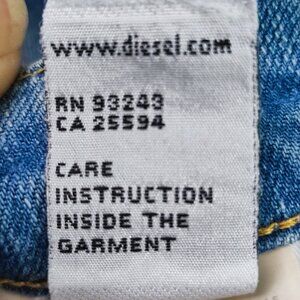 www.diesel.com
RN 93243
CA 25594
CARE
INSTRUCTION
INSIDE THE
GARMENT